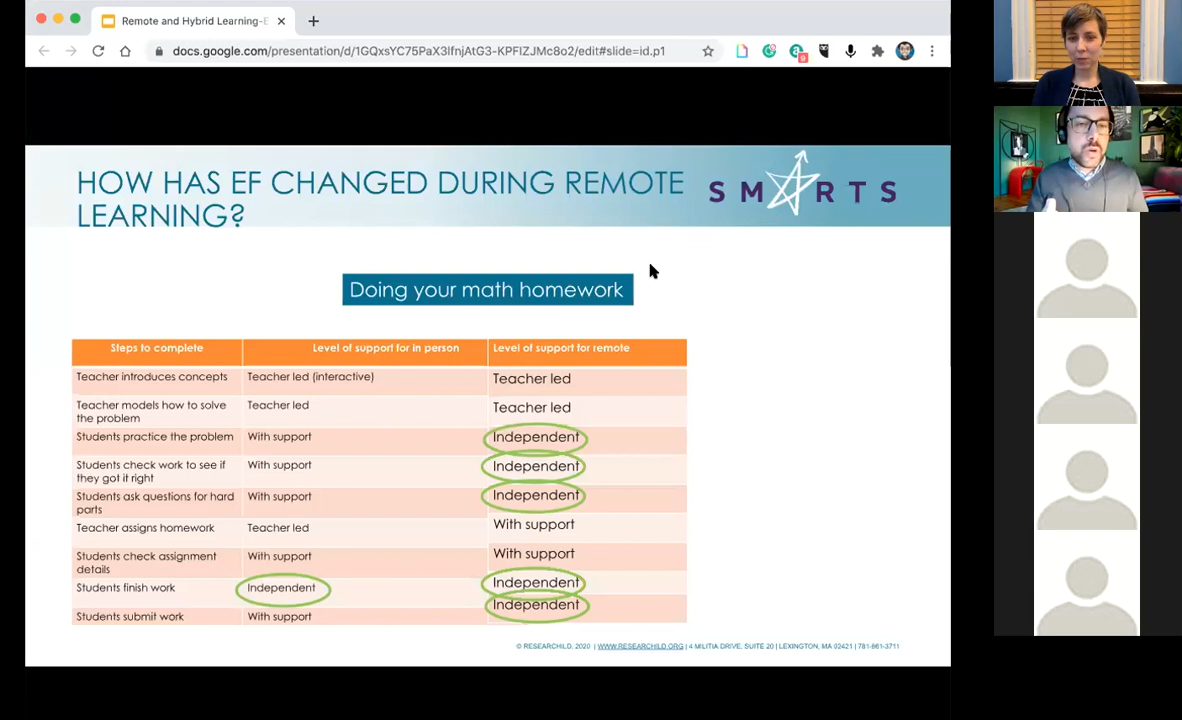 Remote and Hybrid Learning-E
docs.google.com/presentation/d/1GQxsYC75PaX3IfnjAtG3-KPFIZJMc8o2/edit#slide=id.p1
HOW HAS EF CHANGED DURING REMOTE
LEARNING?
SMARTS
Doing your math homework
Steps to complete Level of support for in person Level of support for remote
Teacher introduces concepts Teacher led (interactive) Teacher led
Teacher models how to solve Teacher led Teacher led
the problem
Students practice the problem With support Independent
Students check work to see if With support Independent
they got it right
Students ask questions for hard With support Independent
parts
Teacher assigns homework Teacher led With support
Students check assignment With support With support
details
Students finish work Independent Independent
Students submit work With support Independent
© RESEARCHILD, 2020 | WWW.RESEARCHILD.ORG | 4 MILITIA DRIVE, SUITE 20 | LEXINGTON, MA 02421 | 781-861-3711